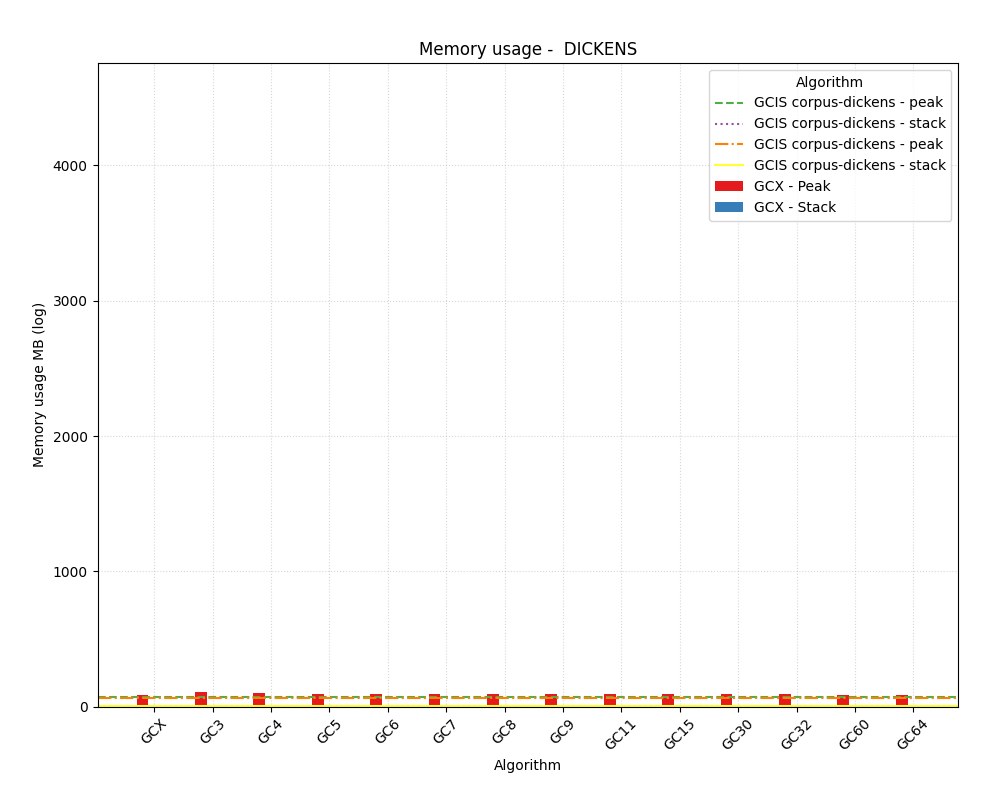 Memory usage -  DICKENS
Algorithm
GCIS corpus-dickens - peak
GCIS corpus-dickens - stack
GCIS corpus-dickens - peak
GCIS corpus-dickens - stack
GCX - Peak
GCX - Stack
Memory usage MB (log)
4000
3000
2000
1000
0
GCX
GC3
GC4
GC5
GC6
GC7
GC8
GC9
GC11
GC15
GC30
GC32
GC60
GC64
Algorithm